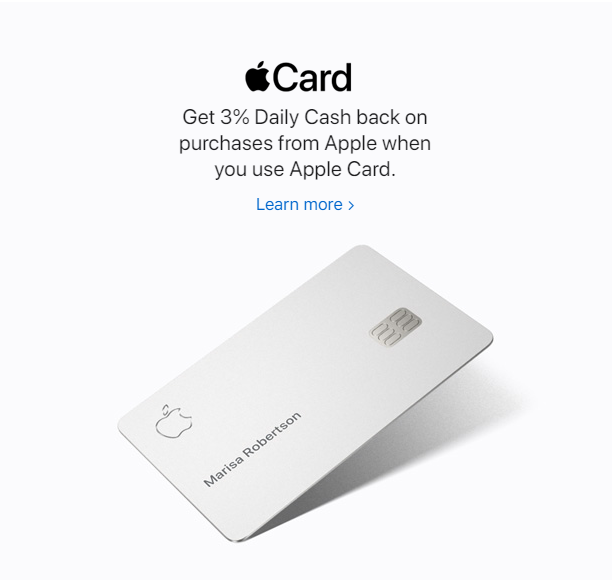 Card
Get 3% Daily Cash back on
purchases from Apple when
you use Apple Card.
Learn more >
Marisa Robertson